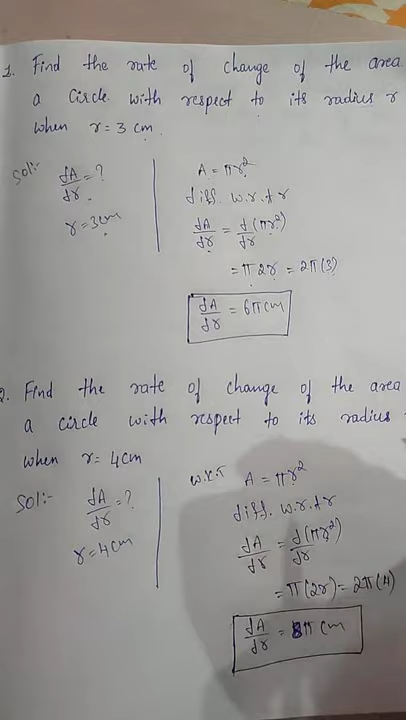 1. Find the rate of change of the area
a circle with respect to its radius r
when r = 3 cm.
Sol:-
dA/dr = ?
r = 3cm
A = πr²
diff. w.r.t r
dA/dr = d/dr (πr²)
= π 2r = 2π(3)
dA/dr = 6π cm
2. Find the rate of change of the area
a circle with respect to its radius
when r = 4cm
Sol:-
dA/dr = ?
r = 4cm
w.k.t A = πr²
diff. w.r.t r
dA/dr = d/dr (πr²)
= π(2r) = 2π(4)
dA/dr = 8π cm